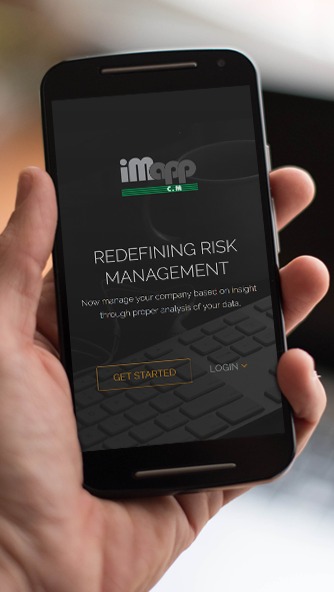 iMapp
C.M
REDEFINING RISK
MANAGEMENT
Now manage your company based on insight
through proper analysis of your data.
GET STARTED
LOGIN